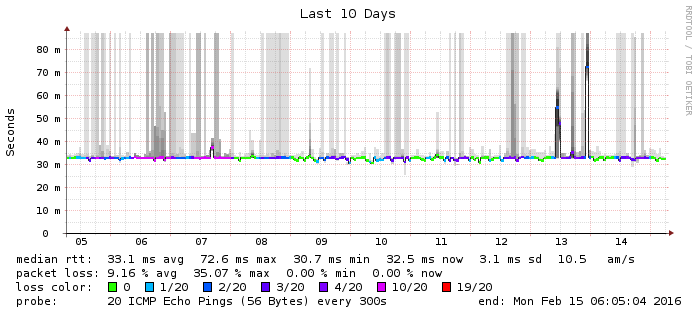 Last 10 Days
RRDTOOL / TOBI OETIKER
Seconds
80 m
70 m
60 m
50 m
40 m
30 m
20 m
10 m
0
05 06 07 08 09 10 11 12 13 14
median rtt: 33.1 ms avg 72.6 ms max 30.7 ms min 32.5 ms now 3.1 ms sd 10.5 am/s
packet loss: 9.16 % avg 35.07 % max 0.00 % min 0.00 % now
loss color: 0 1/20 2/20 3/20 4/20 10/20 19/20
probe: 20 ICMP Echo Pings (56 Bytes) every 300s end: Mon Feb 15 06:05:04 2016